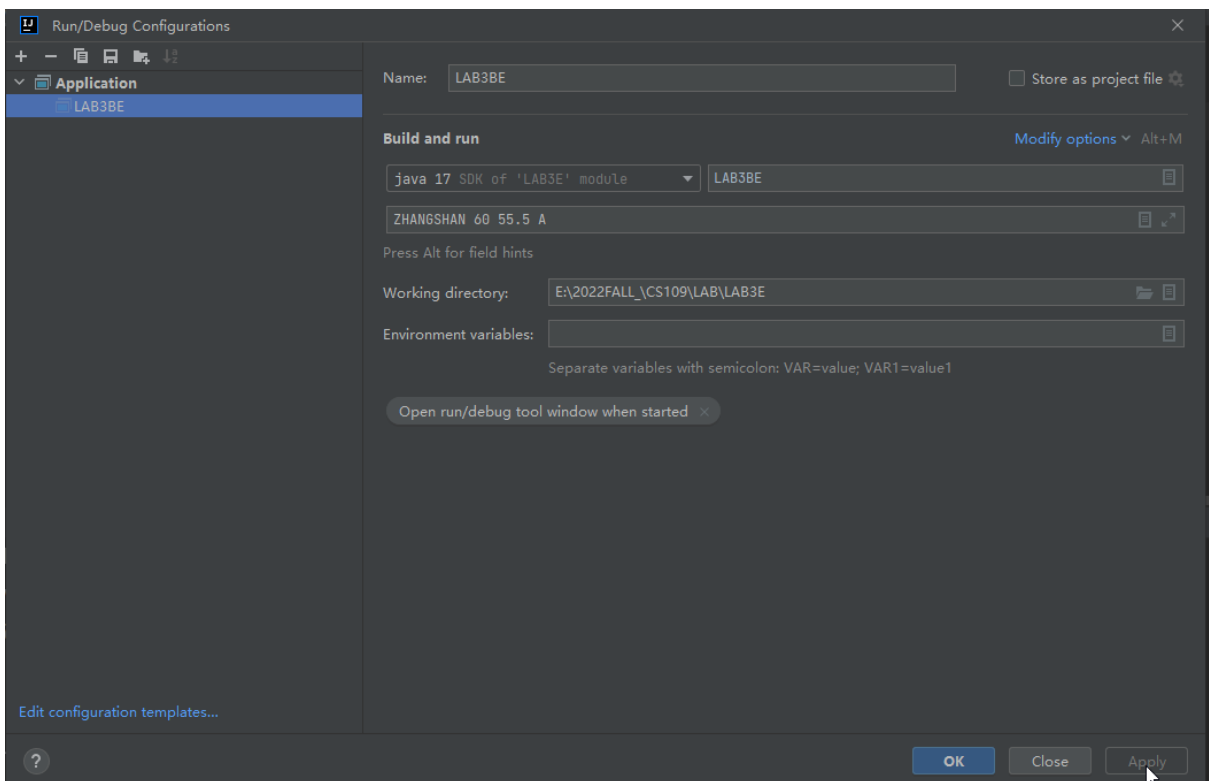 Run/Debug Configurations
Application
LAB3BE
Name: LAB3BE Store as project file
Build and run Modify options Alt+M
java 17 SDK of 'LAB3E' module LAB3BE
ZHANGSHAN 60 55.5 A
Press Alt for field hints
Working directory: E:\2022FALL_\CS109\LAB\LAB3E
Environment variables:
Separate variables with semicolon: VAR=value; VAR1=value1
Open run/debug tool window when started ×
Edit configuration templates...
? OK Close Apply